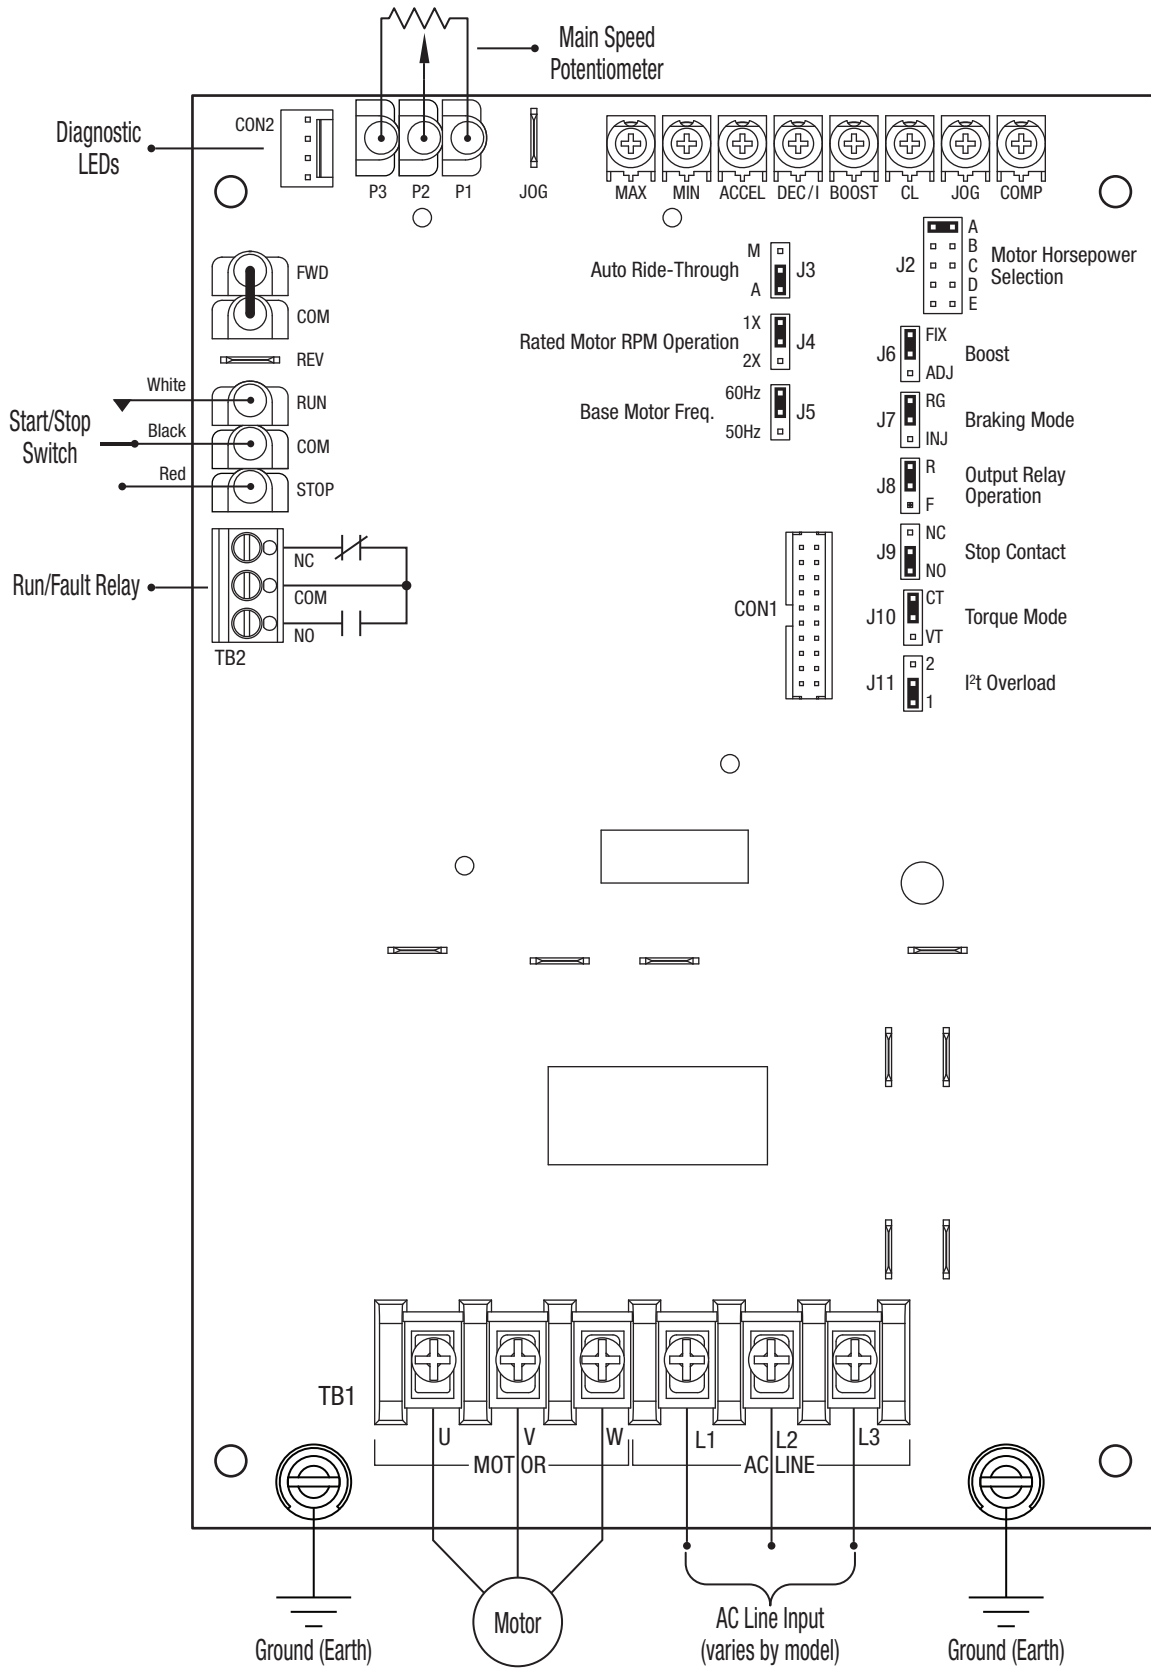 Main Speed
Potentiometer
Diagnostic
LEDs
CON2
P3 P2 P1 JOG
MAX MIN ACCEL DEC/I BOOST CL JOG COMP
FWD
COM
REV
White
RUN
Start/Stop
Switch
Black
COM
Red
STOP
Run/Fault Relay
NC
COM
NO
TB2
Auto Ride-Through
M
A
J3
Rated Motor RPM Operation
1X
2X
J4
Base Motor Freq.
60Hz
50Hz
J5
J2
A
B
C
D
E
Motor Horsepower
Selection
J6
FIX
ADJ
Boost
J7
RG
INJ
Braking Mode
J8
R
F
Output Relay
Operation
J9
NC
NO
Stop Contact
J10
CT
VT
Torque Mode
J11
2
1
I²t Overload
CON1
TB1
U V W L1 L2 L3
MOTOR AC LINE
Motor
AC Line Input
(varies by model)
Ground (Earth)
Ground (Earth)